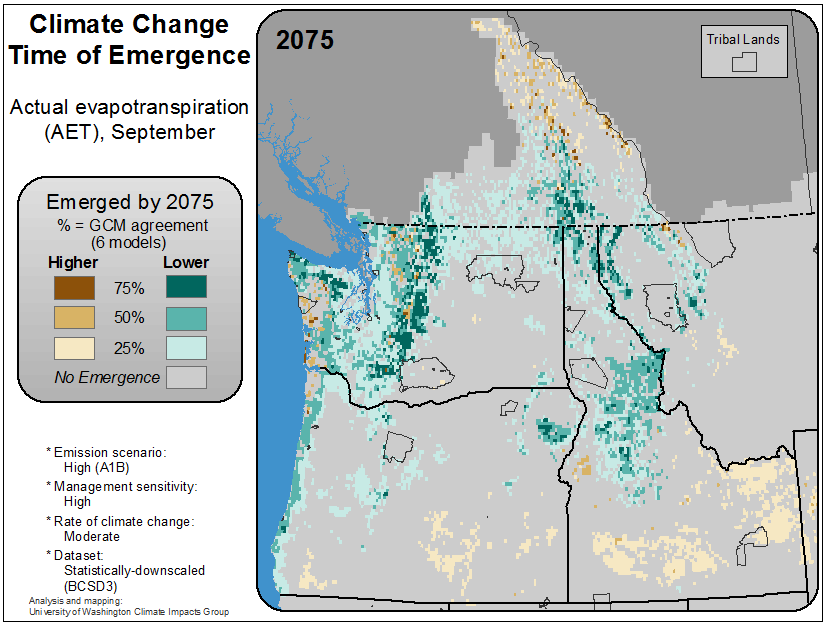 Climate Change
Time of Emergence
Actual evapotranspiration
(AET), September
Emerged by 2075
% = GCM agreement
(6 models)
Higher Lower
75%
50%
25%
No Emergence
* Emission scenario:
High (A1B)
* Management sensitivity:
High
* Rate of climate change:
Moderate
* Dataset:
Statistically-downscaled
(BCSD3)
Analysis and mapping:
University of Washington Climate Impacts Group
2075
Tribal Lands